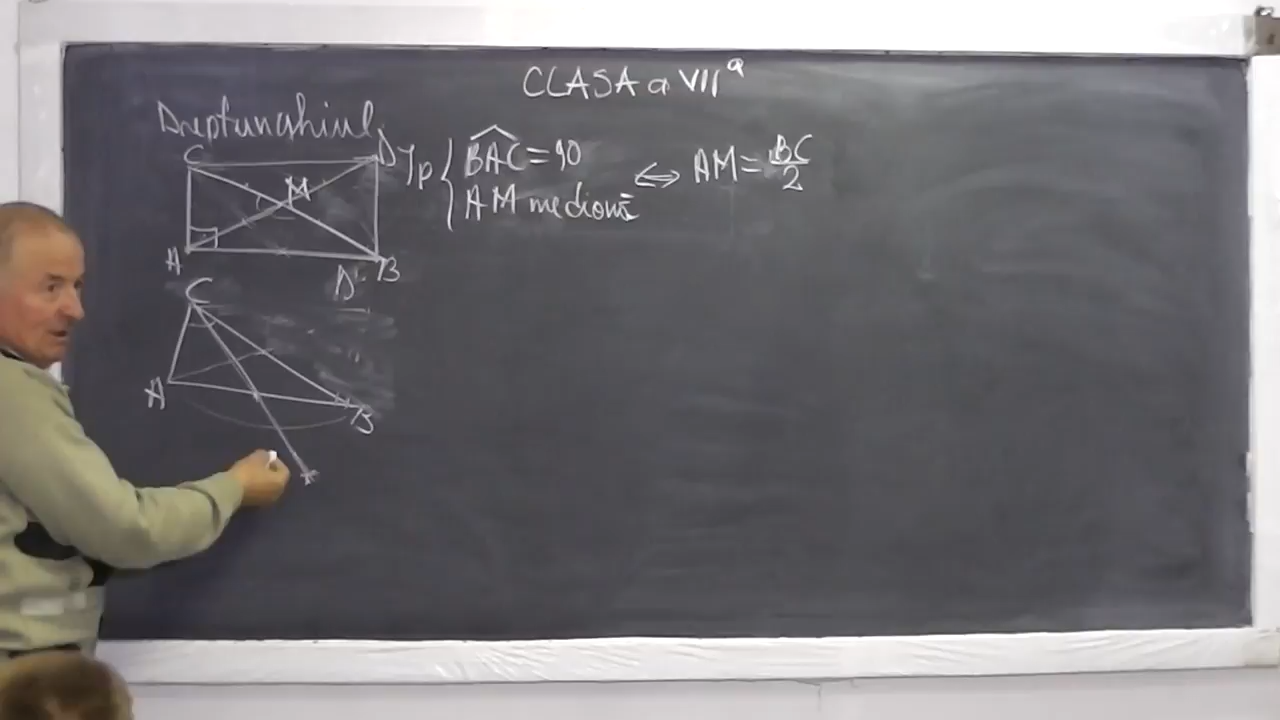 CLASA a VII ª
Dreptunghiul
C D
M
A B
D'
Ip { BAC = 90 ⟺ AM = BC/2
AM mediană
C
A B